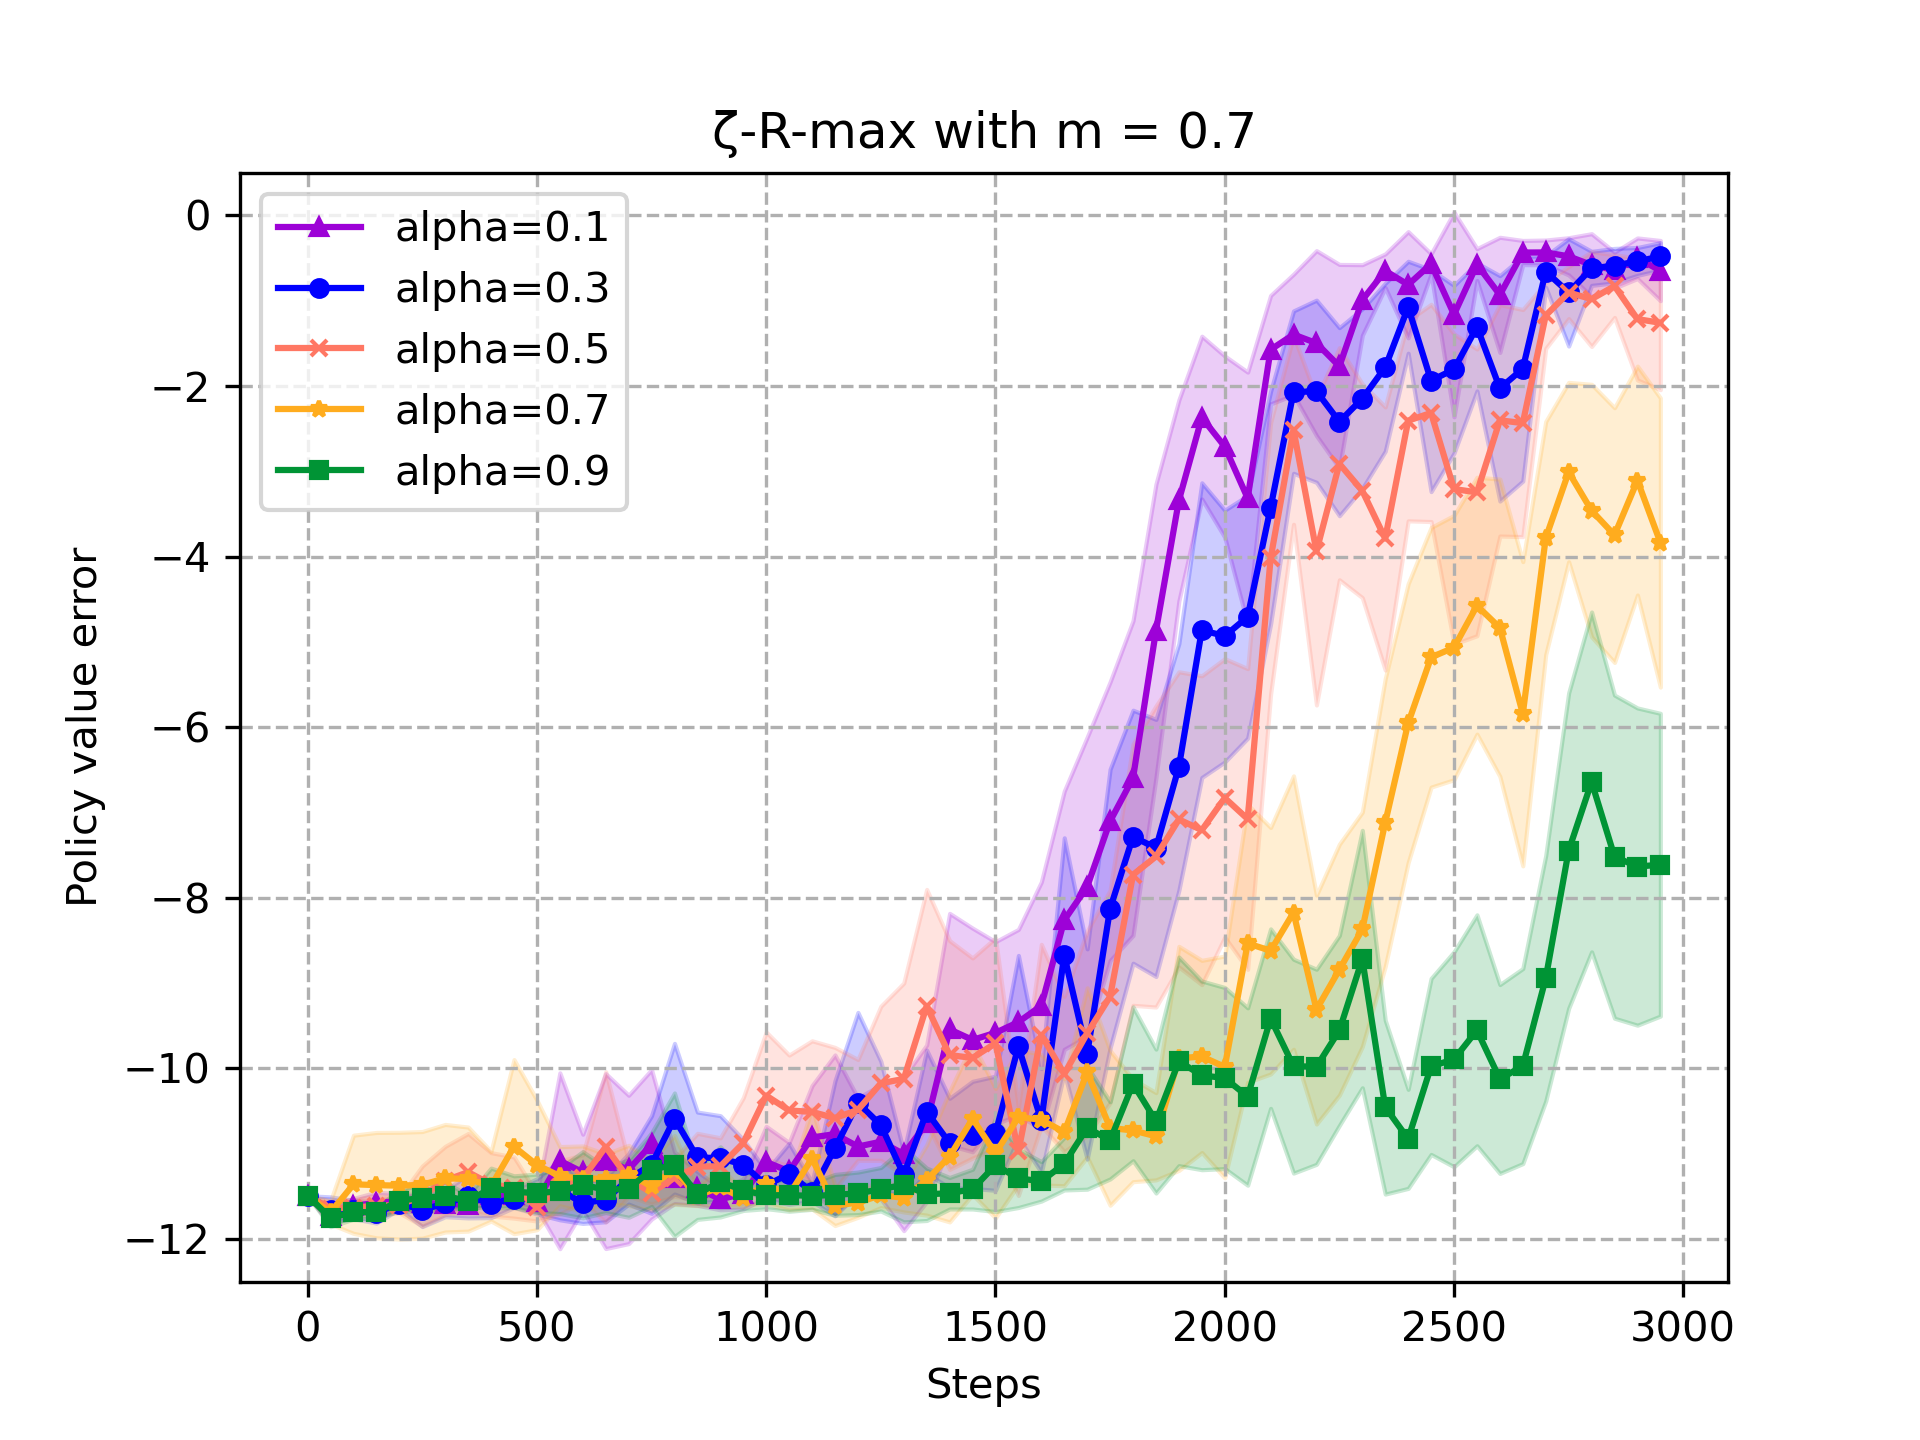 ζ-R-max with m = 0.7
alpha=0.1
alpha=0.3
alpha=0.5
alpha=0.7
alpha=0.9
Policy value error
0
−2
−4
−6
−8
−10
−12
0 500 1000 1500 2000 2500 3000
Steps